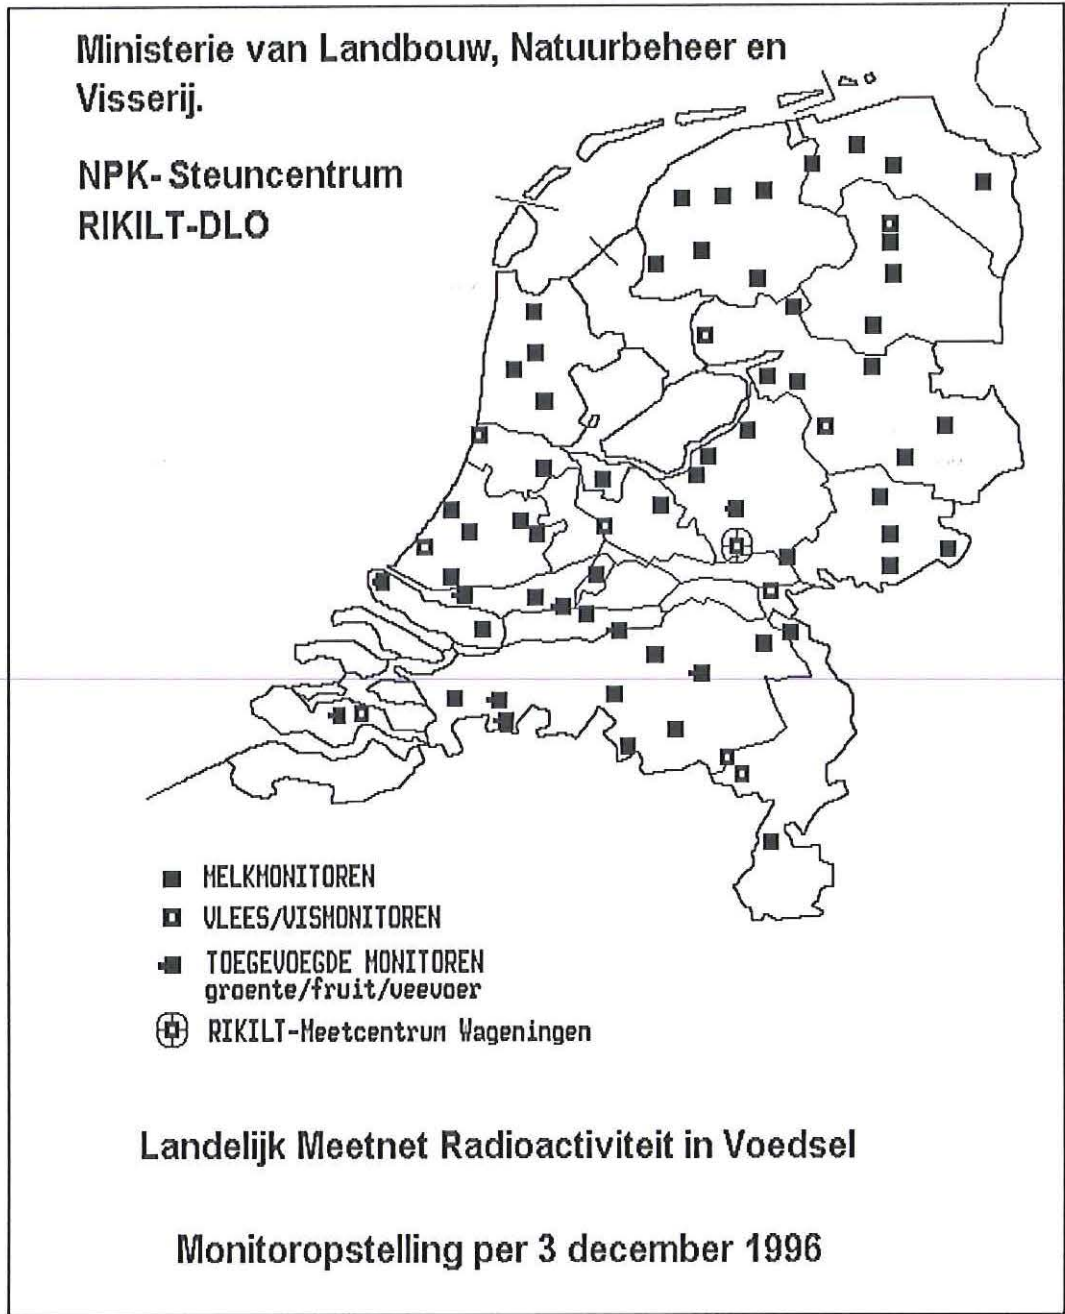 Ministerie van Landbouw, Natuurbeheer en
Visserij.
NPK- Steuncentrum
RIKILT-DLO
MELKMONITOREN
VLEES/VISMONITOREN
TOEGEVOEGDE MONITOREN
groente/fruit/veevoer
RIKILT-Meetcentrum Wageningen
Landelijk Meetnet Radioactiviteit in Voedsel
Monitoropstelling per 3 december 1996